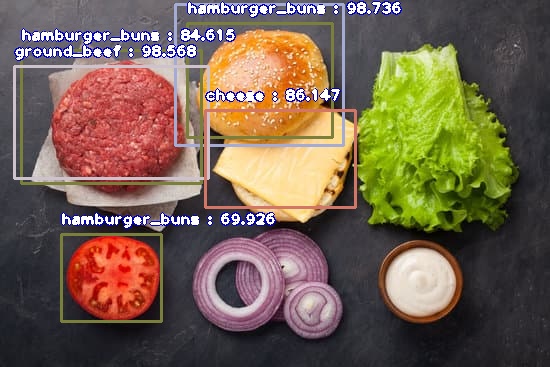 hamburger_buns : 98.736
hamburger_buns : 84.615
ground_beef : 98.568
cheese : 86.147
hamburger_buns : 69.926